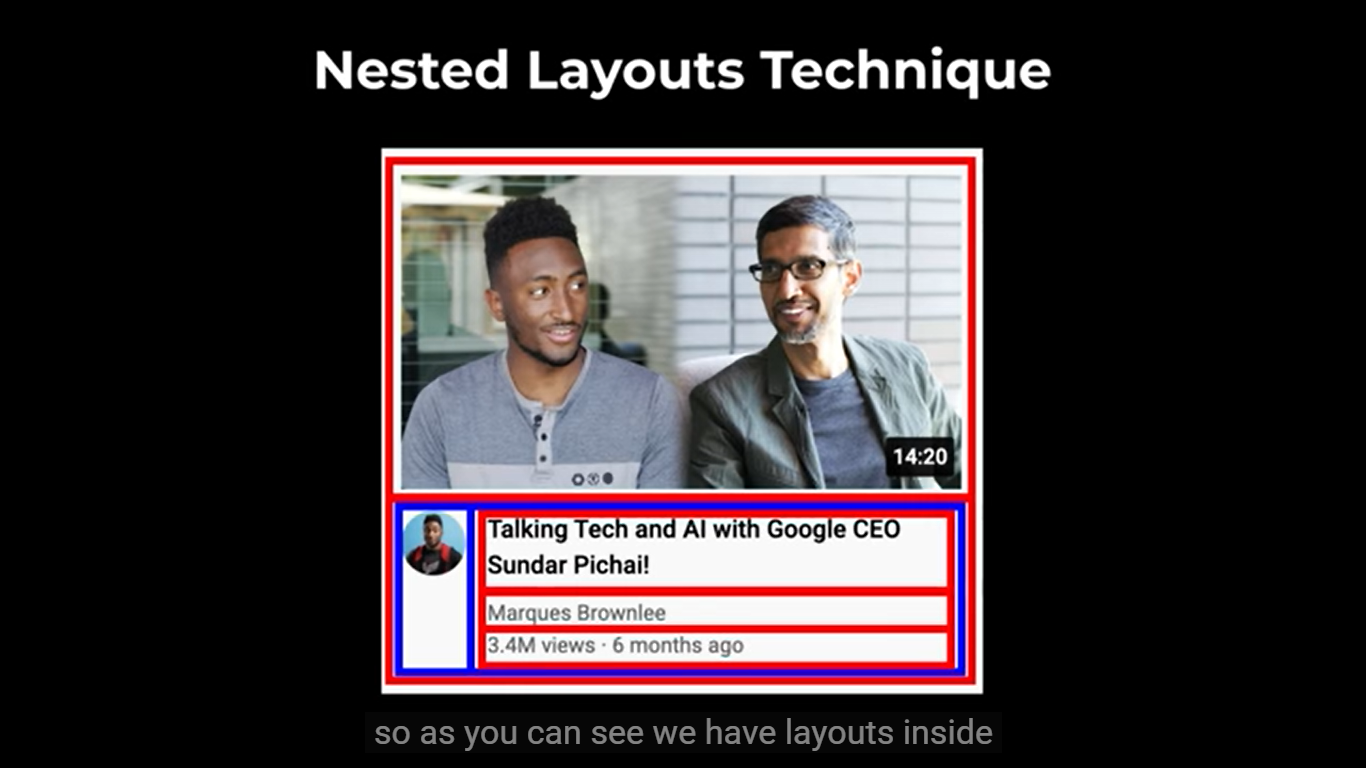 Nested Layouts Technique
14:20
Talking Tech and AI with Google CEO
Sundar Pichai!
Marques Brownlee
3.4M views · 6 months ago
so as you can see we have layouts inside